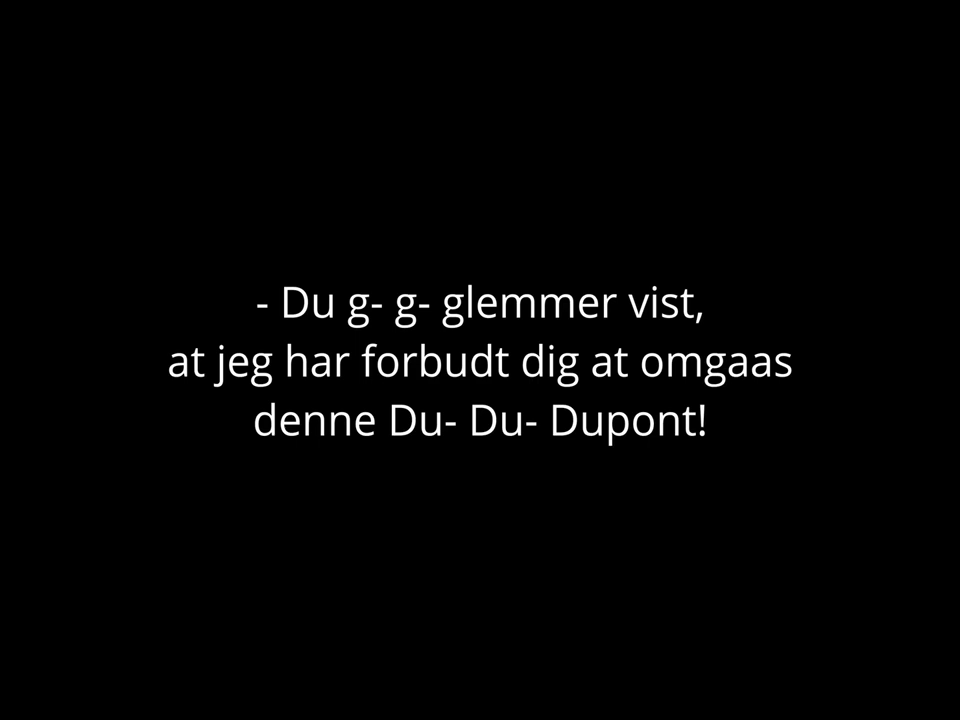 - Du g- g- glemmer vist,
at jeg har forbudt dig at omgaas
denne Du- Du- Dupont!